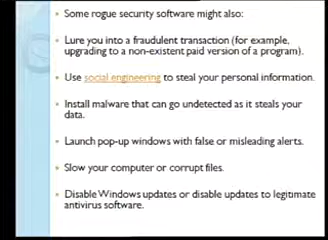 Some rogue security software might also:
Lure you into a fraudulent transaction (for example,
upgrading to a non-existent paid version of a program).
Use social engineering to steal your personal information.
Install malware that can go undetected as it steals your
data.
Launch pop-up windows with false or misleading alerts.
Slow your computer or corrupt files.
Disable Windows updates or disable updates to legitimate
antivirus software.